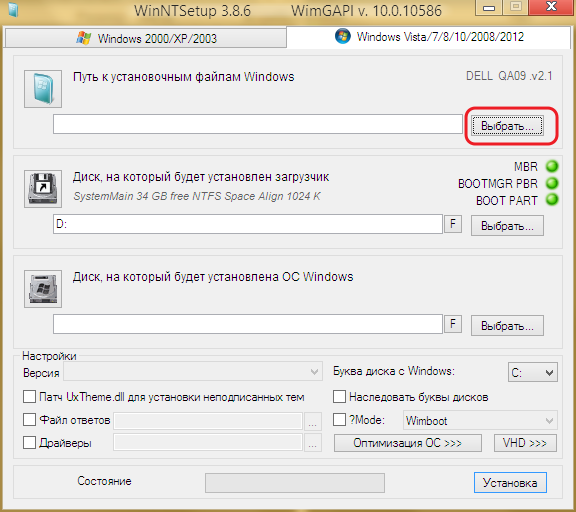 WinNTSetup 3.8.6 WimGAPI v. 10.0.10586
Windows 2000/XP/2003
Windows Vista/7/8/10/2008/2012
Путь к установочным файлам Windows
DELL QA09 .v2.1
Выбрать...
Диск, на который будет установлен загрузчик
MBR
SystemMain 34 GB free NTFS Space Align 1024 K
BOOTMGR PBR
BOOT PART
D:
F
Выбрать...
Диск, на который будет установлена ОС Windows
F
Выбрать...
Настройки
Версия
Буква диска с Windows:
C:
Патч UxTheme.dll для установки неподписанных тем
Наследовать буквы дисков
Файл ответов
...
?Mode:
Wimboot
Драйверы
...
Оптимизация ОС >>>
VHD >>>
Состояние
Установка